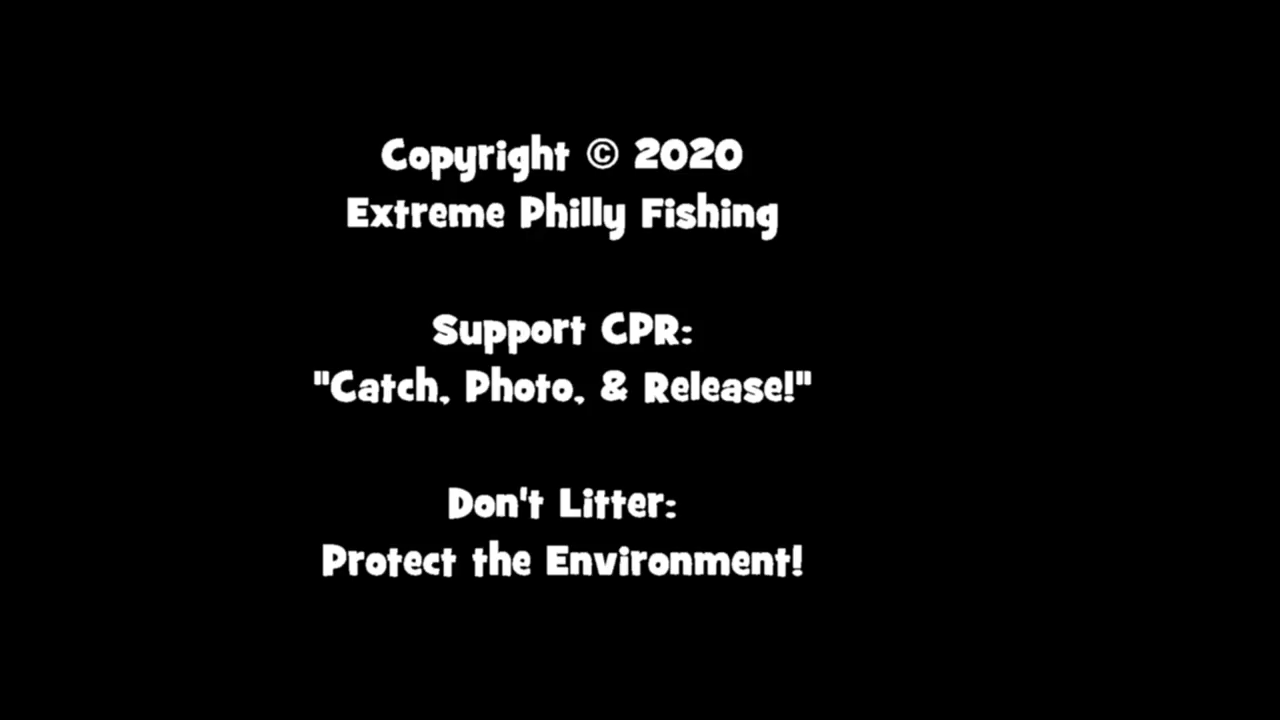 Copyright © 2020
Extreme Philly Fishing
Support CPR:
"Catch, Photo, & Release!"
Don't Litter:
Protect the Environment!